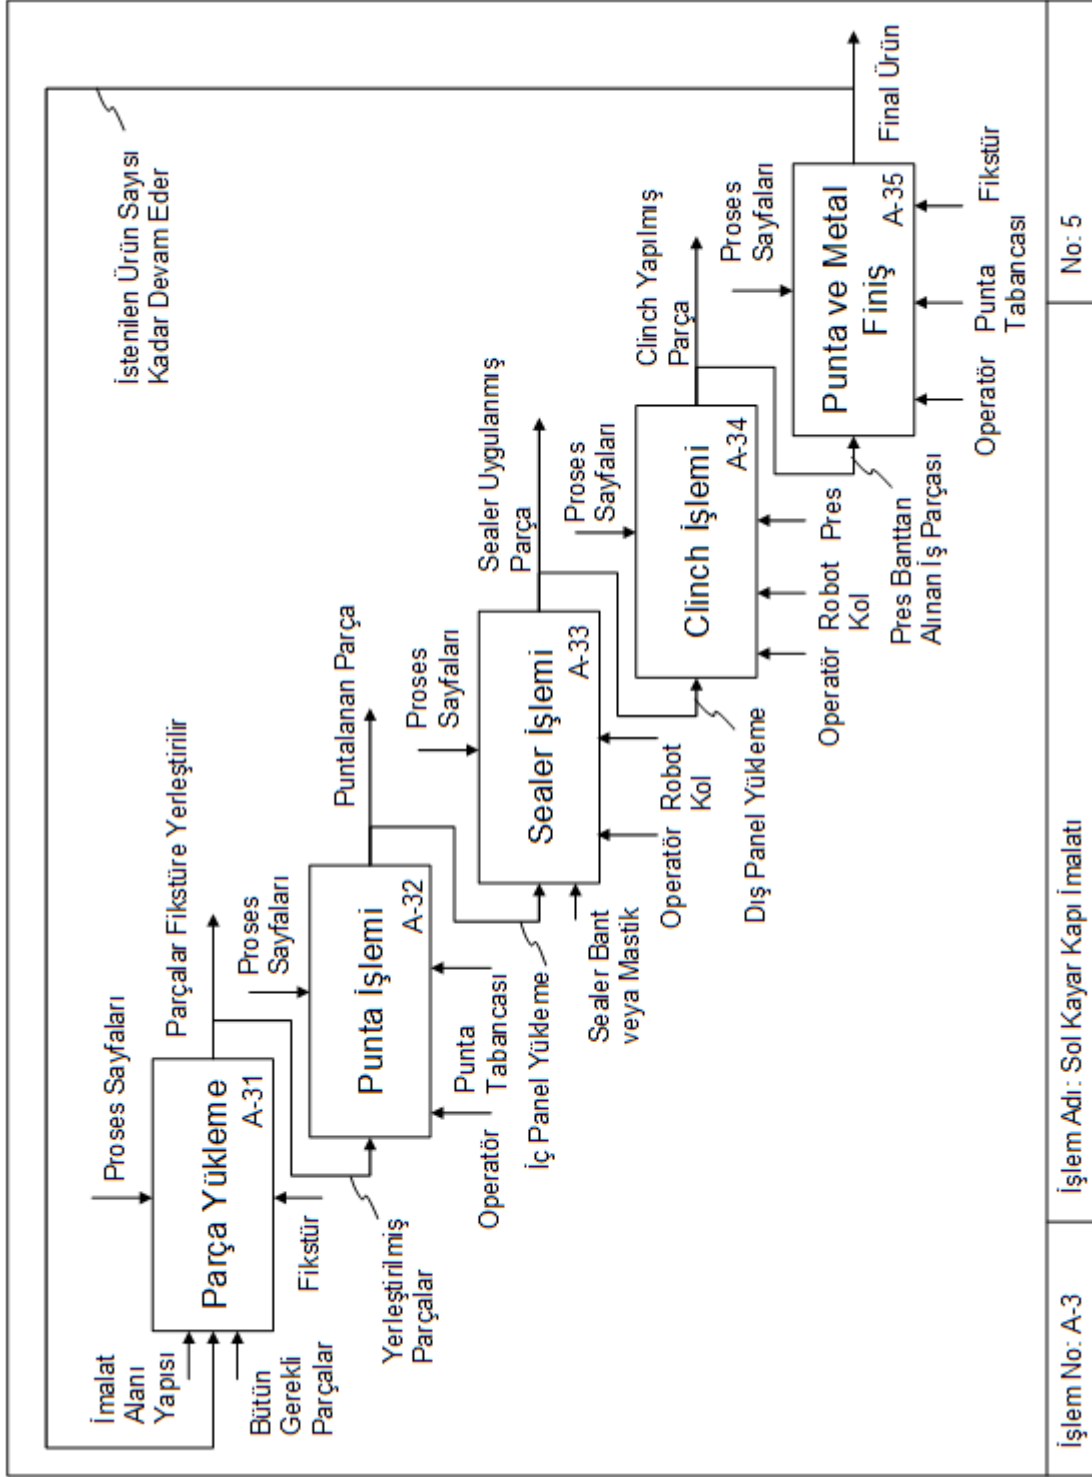 İstenilen Ürün Sayısı
Kadar Devam Eder
İmalat
Alanı
Yapısı
Bütün
Gerekli
Parçalar
Proses Sayfaları
Parça Yükleme
A-31
Fikstür
Parçalar Fikstüre Yerleştirilir
Yerleştirilmiş
Parçalar
Proses
Sayfaları
Punta İşlemi
A-32
Operatör
Punta
Tabancası
Puntalanan Parça
İç Panel Yükleme
Sealer Bant
veya Mastik
Proses
Sayfaları
Sealer İşlemi
A-33
Operatör
Robot
Kol
Sealer Uygulanmış
Parça
Dış Panel Yükleme
Proses
Sayfaları
Clinch İşlemi
A-34
Operatör
Robot
Kol
Pres
Clinch Yapılmış
Parça
Pres Banttan
Alınan İş Parçası
Proses
Sayfaları
Punta ve Metal
Finiş
A-35
Operatör
Punta
Tabancası
Fikstür
Final Ürün
İşlem No: A-3
İşlem Adı: Sol Kayar Kapı İmalatı
No: 5